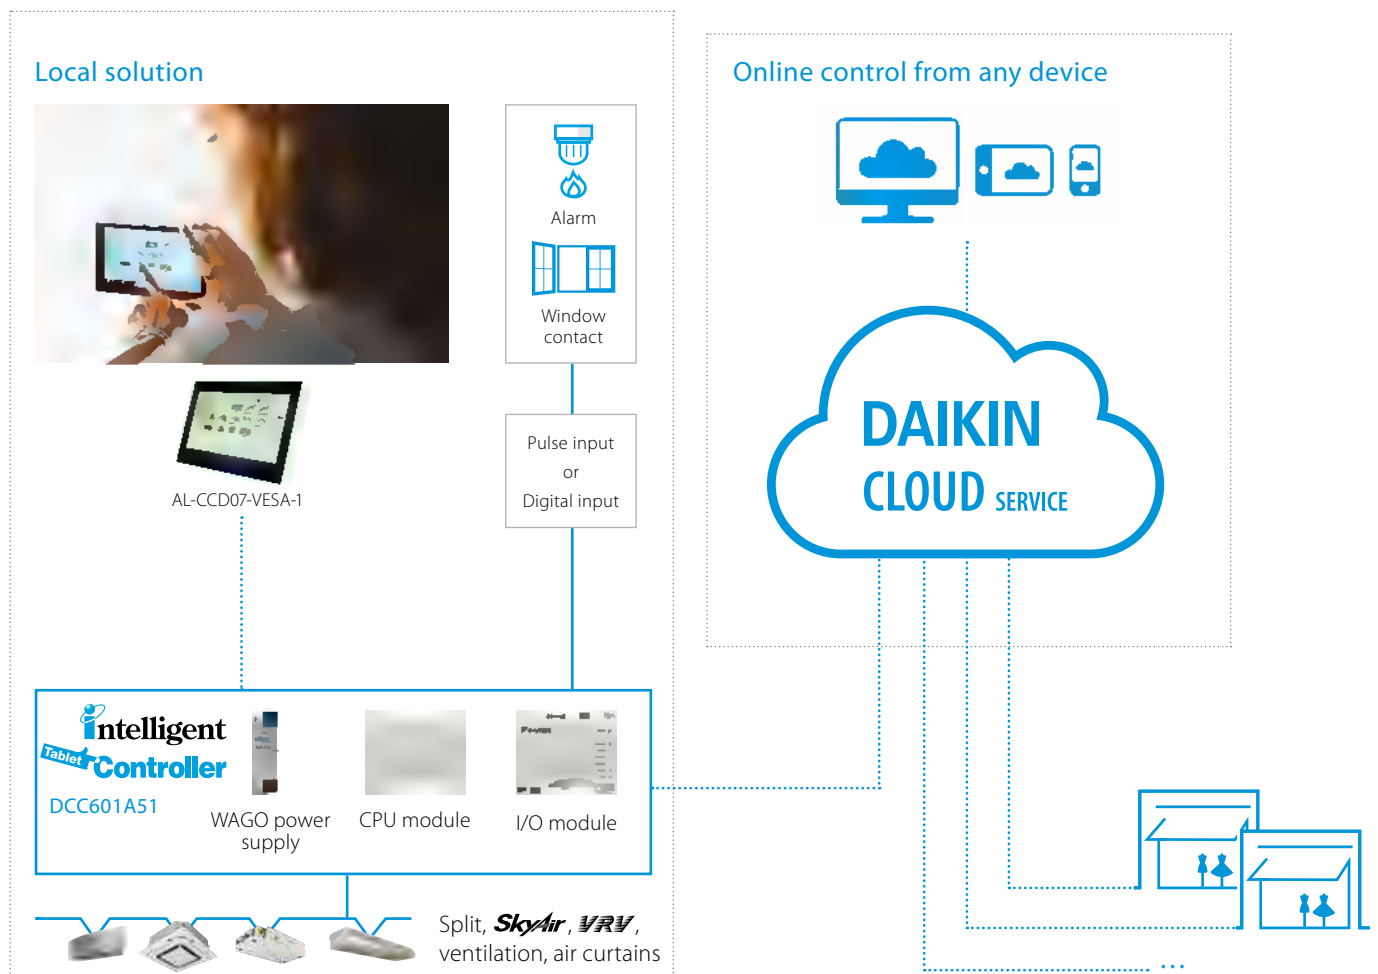 Local solution
Online control from any device
Alarm
Window
contact
Pulse input
or
Digital input
AL-CCD07-VESA-1
DAIKIN
CLOUD SERVICE
intelligent
Tablet Controller
DCC601A51
WAGO power
supply
CPU module
I/O module
Split, SkyAir, VRV,
ventilation, air curtains
...